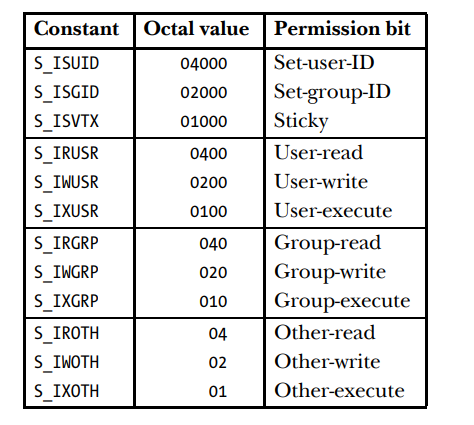 Constant Octal value Permission bit
S_ISUID 04000 Set-user-ID
S_ISGID 02000 Set-group-ID
S_ISVTX 01000 Sticky
S_IRUSR 0400 User-read
S_IWUSR 0200 User-write
S_IXUSR 0100 User-execute
S_IRGRP 040 Group-read
S_IWGRP 020 Group-write
S_IXGRP 010 Group-execute
S_IROTH 04 Other-read
S_IWOTH 02 Other-write
S_IXOTH 01 Other-execute